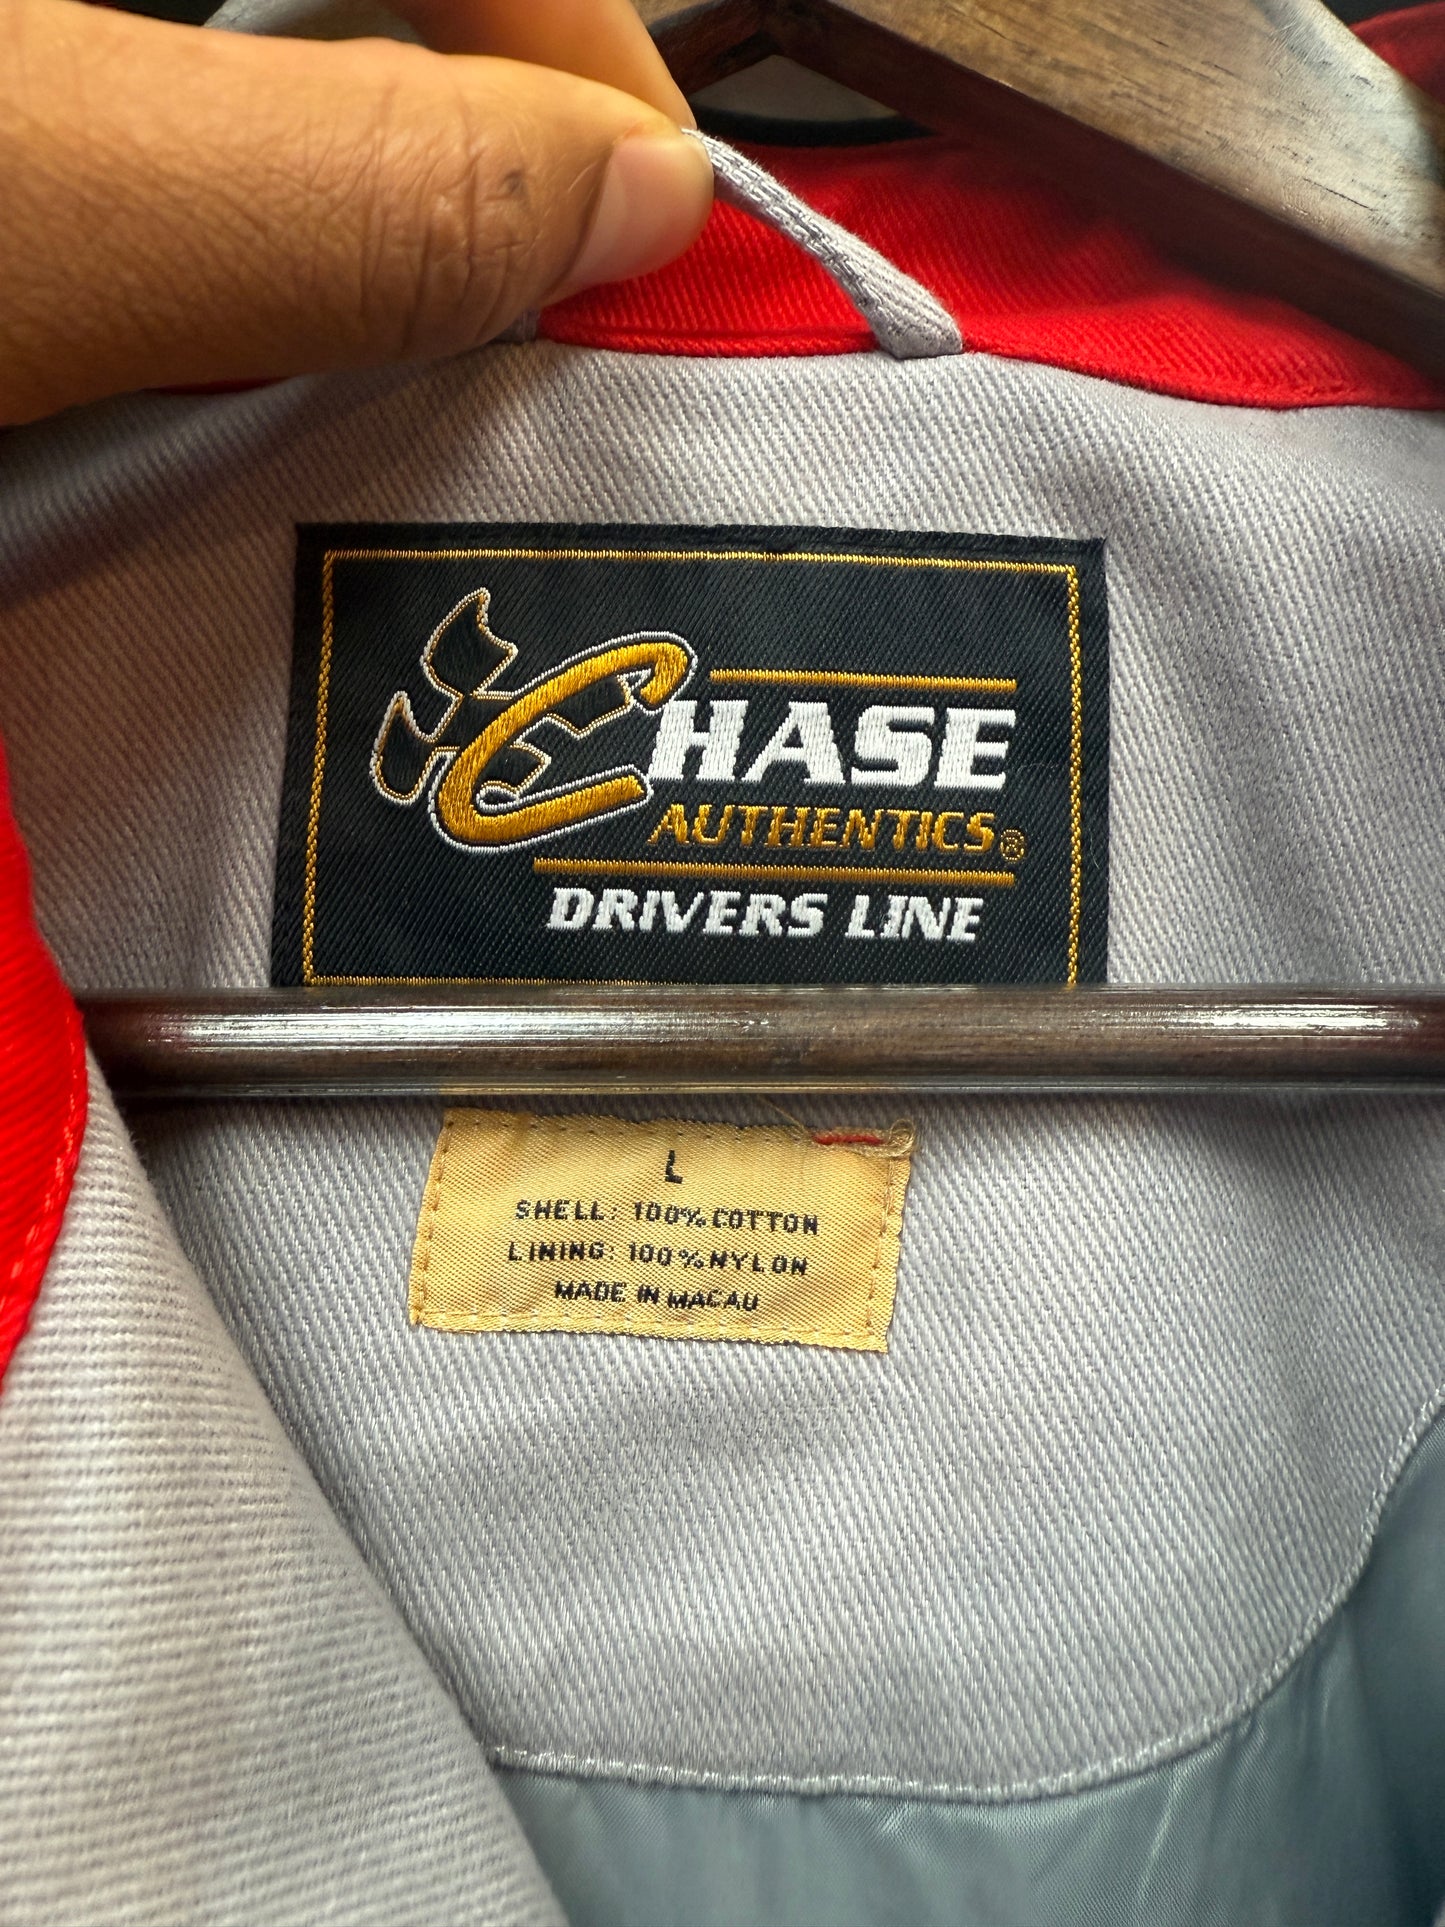 CHASE
AUTHENTICS®
DRIVERS LINE
L
SHELL: 100% COTTON
LINING: 100% NYLON
MADE IN MACAU